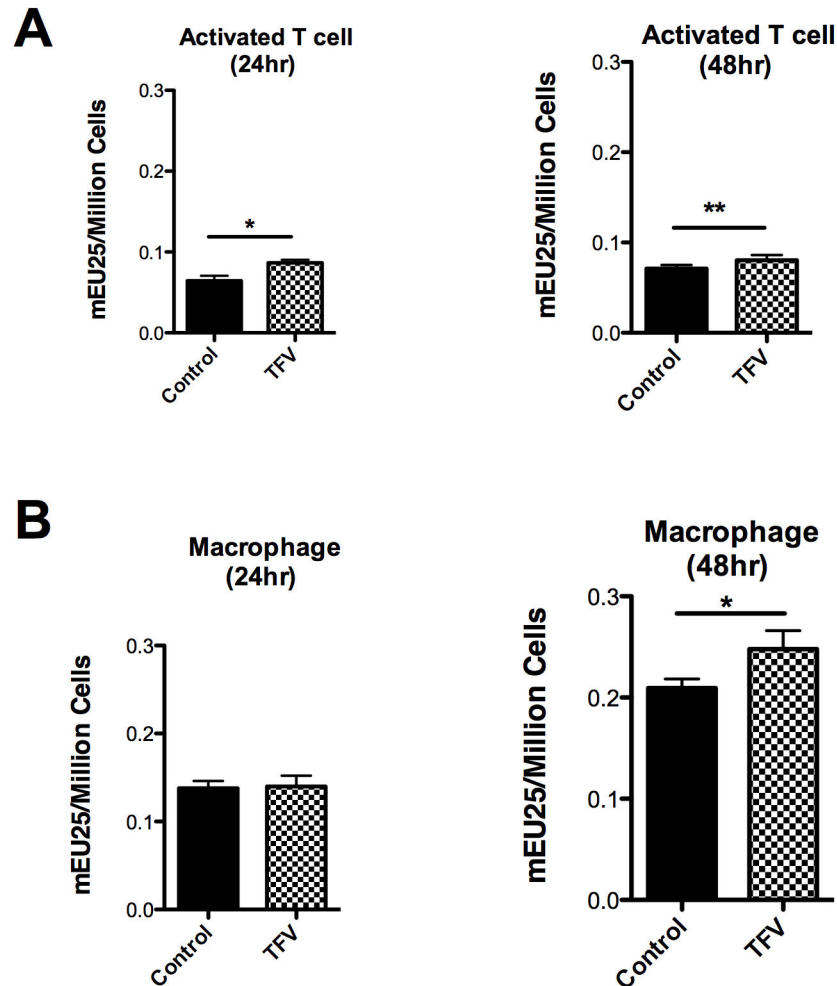 A
Activated T cell
(24hr)
mEU25/Million Cells
0.3
0.2
0.1
0.0
*
Control
TFV
Activated T cell
(48hr)
mEU25/Million Cells
0.3
0.2
0.1
0.0
**
Control
TFV
B
Macrophage
(24hr)
mEU25/Million Cells
0.3
0.2
0.1
0.0
Control
TFV
Macrophage
(48hr)
mEU25/Million Cells
0.3
0.2
0.1
0.0
*
Control
TFV